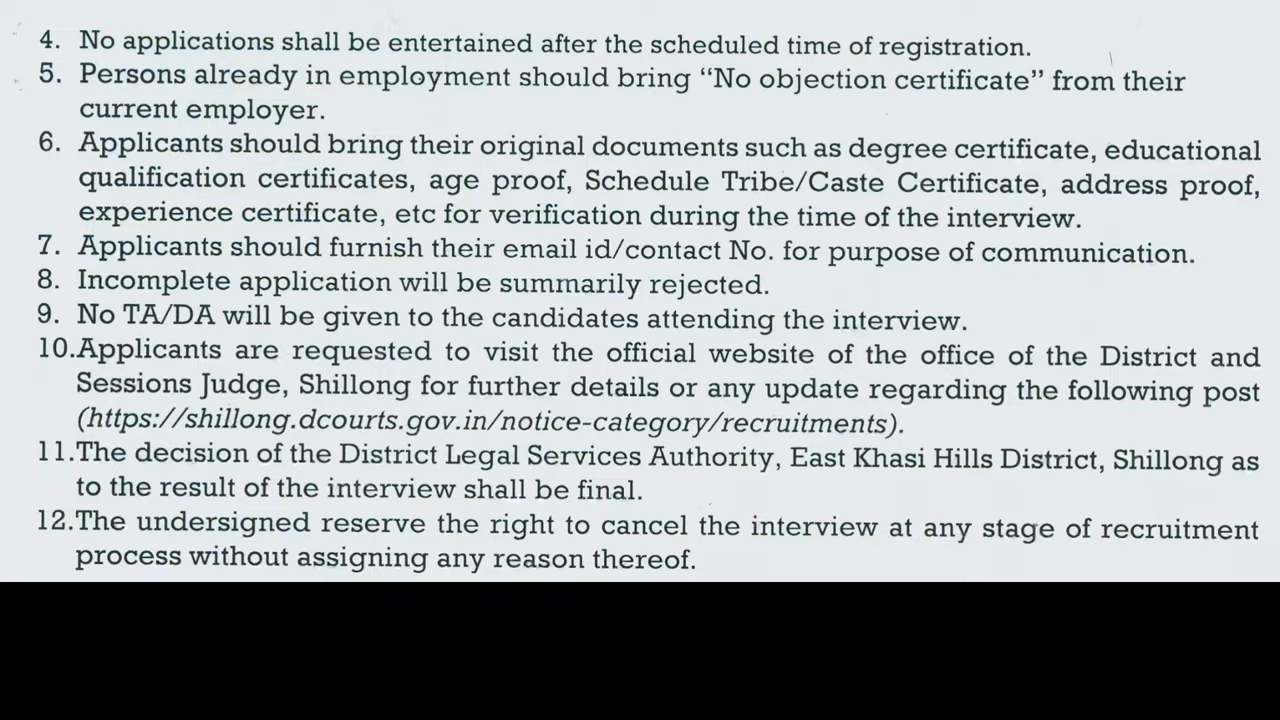 4. No applications shall be entertained after the scheduled time of registration.
5. Persons already in employment should bring “No objection certificate” from their
current employer.
6. Applicants should bring their original documents such as degree certificate, educational
qualification certificates, age proof, Schedule Tribe/Caste Certificate, address proof,
experience certificate, etc for verification during the time of the interview.
7. Applicants should furnish their email id/contact No. for purpose of communication.
8. Incomplete application will be summarily rejected.
9. No TA/DA will be given to the candidates attending the interview.
10.Applicants are requested to visit the official website of the office of the District and
Sessions Judge, Shillong for further details or any update regarding the following post
(https://shillong.dcourts.gov.in/notice-category/recruitments).
11.The decision of the District Legal Services Authority, East Khasi Hills District, Shillong as
to the result of the interview shall be final.
12.The undersigned reserve the right to cancel the interview at any stage of recruitment
process without assigning any reason thereof.